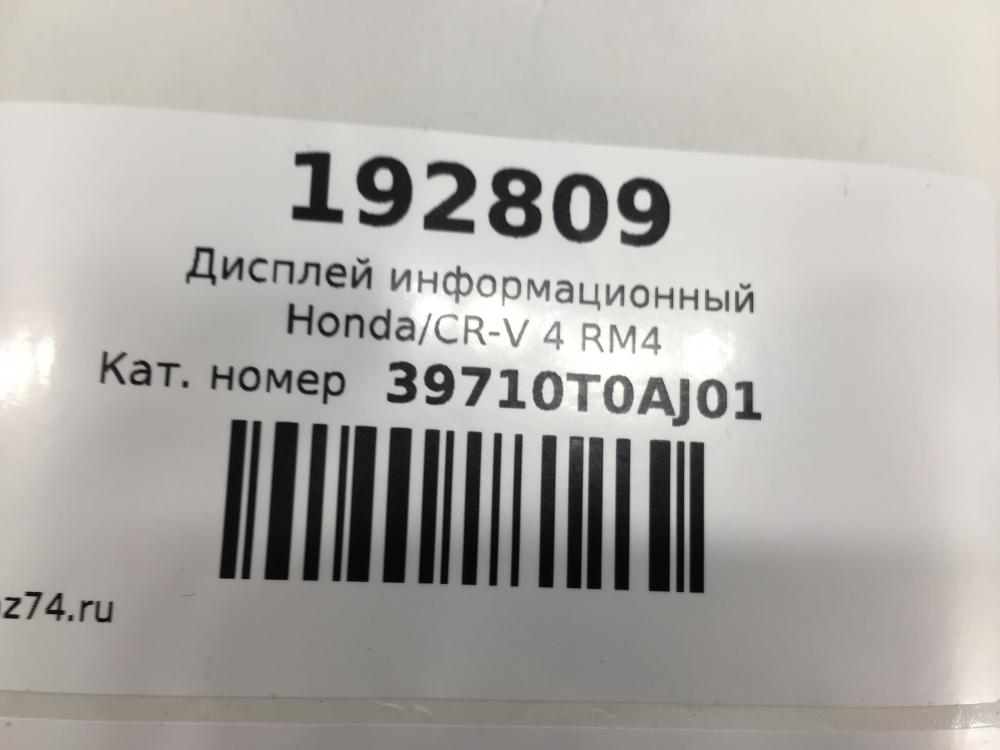 192809
Дисплей информационный
Honda/CR-V 4 RM4
Кат. номер 39710T0AJ01
z74.ru